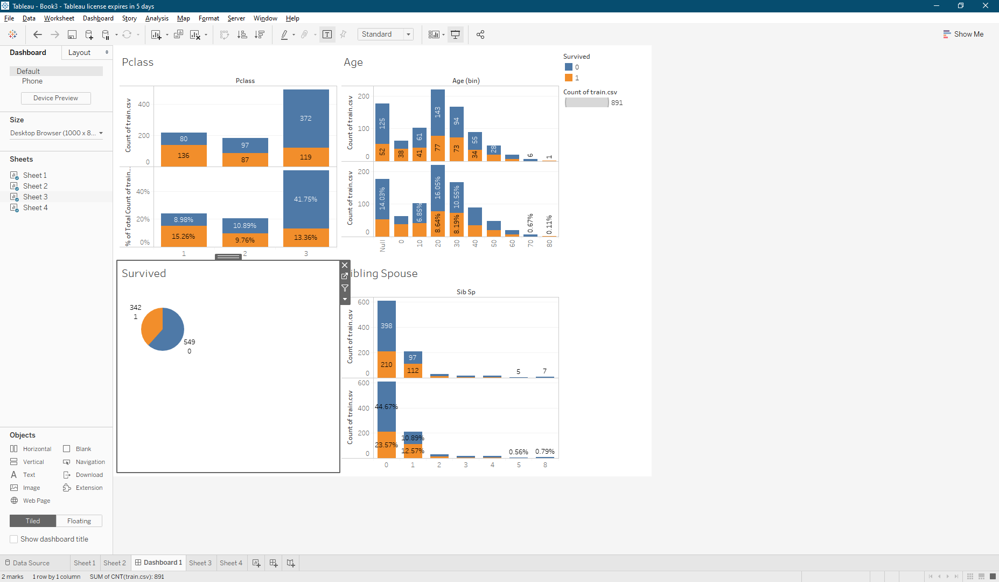 Tableau - Book3 - Tableau license expires in 5 days
File Data Worksheet Dashboard Story Analysis Map Format Server Window Help
Standard
Show Me
Dashboard Layout
Default
Phone
Device Preview
Size
Desktop Browser (1000 x 8...
Sheets
Sheet 1
Sheet 2
Sheet 3
Sheet 4
Objects
Horizontal Blank
Vertical Navigation
Text Download
Image Extension
Web Page
Tiled Floating
Show dashboard title
Pclass
Pclass
Count of train.csv
400
200
0
80
136
97
87
372
119
% of Total Count of train...
40%
20%
0%
8.98%
15.26%
10.89%
9.76%
41.75%
13.36%
1 2 3
Age
Age (bin)
Count of train.csv
200
100
0
125
52
38
61
41
143
77
94
73
55
34
28
6
1
Count of train.csv
200
100
0
14.03%
6.85%
16.05%
8.64%
10.55%
8.19%
0.67%
0.11%
Null 0 10 20 30 40 50 60 70 80
Survived
0
1
Count of train.csv
891
Survived
342
1
549
0
ibling Spouse
Sib Sp
Count of train.csv
600
400
200
0
398
210
97
112
5
7
Count of train.csv
600
400
200
0
44.67%
23.57%
10.89%
12.57%
0.56%
0.79%
0 1 2 3 4 5 8
Data Source Sheet 1 Sheet 2 Dashboard 1 Sheet 3 Sheet 4
2 marks 1 row by 1 column SUM of CNT(train.csv): 891